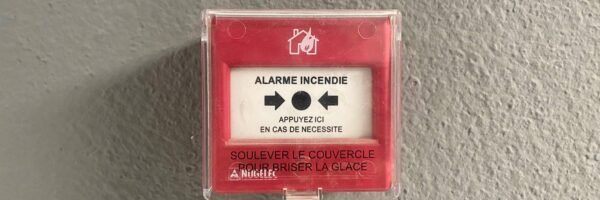 ALARME INCENDIE
APPUYEZ ICI
EN CAS DE NECESSITE
SOULEVER LE COUVERCLE
POUR BRISER LA GLACE
NUGELEC